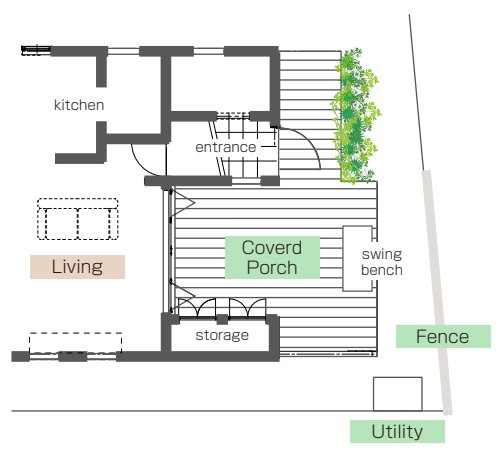 kitchen
entrance
Living
Coverd
Porch
swing
bench
storage
Fence
Utility